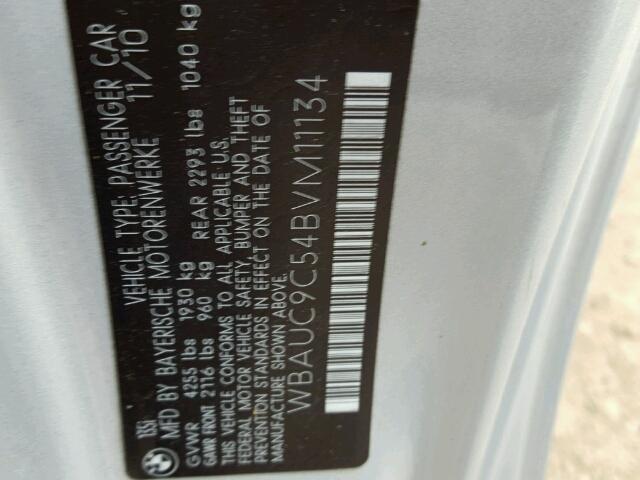 VEHICLE TYPE: PASSENGER CAR
MFD BY BAYERISCHE MOTORENWERKE 11/10
GVWR 4255 lbs 1930 kg
GAWR FRONT 2116 lbs 960 kg REAR 2293 lbs 1040 kg
THIS VEHICLE CONFORMS TO ALL APPLICABLE U.S.
FEDERAL MOTOR VEHICLE SAFETY, BUMPER AND THEFT
PREVENTION STANDARDS IN EFFECT ON THE DATE OF
MANUFACTURE SHOWN ABOVE.
WBAUC9C54BVM11134